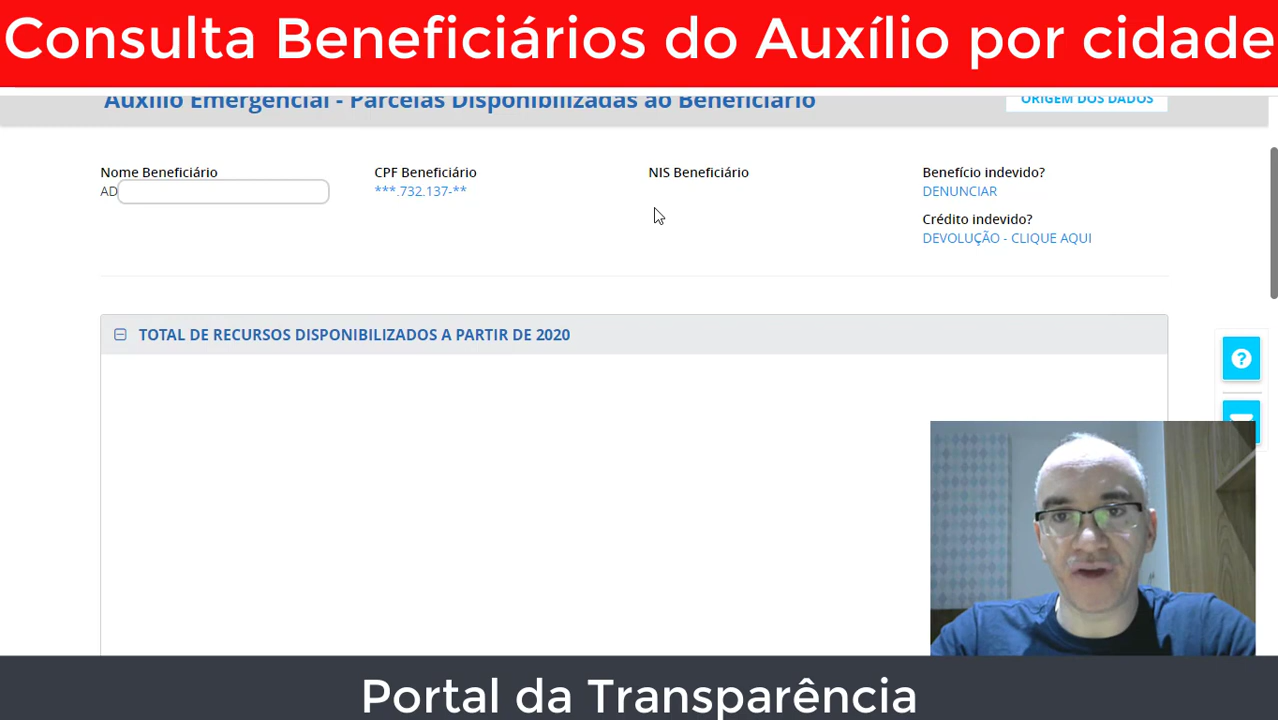 Consulta Beneficiários do Auxílio por cidade
Auxílio Emergencial - Parcelas Disponibilizadas ao Beneficiário
ORIGEM DOS DADOS
Nome Beneficiário
AD
CPF Beneficiário
***.732.137-**
NIS Beneficiário
Benefício indevido?
DENUNCIAR
Crédito indevido?
DEVOLUÇÃO - CLIQUE AQUI
TOTAL DE RECURSOS DISPONIBILIZADOS A PARTIR DE 2020
Portal da Transparência